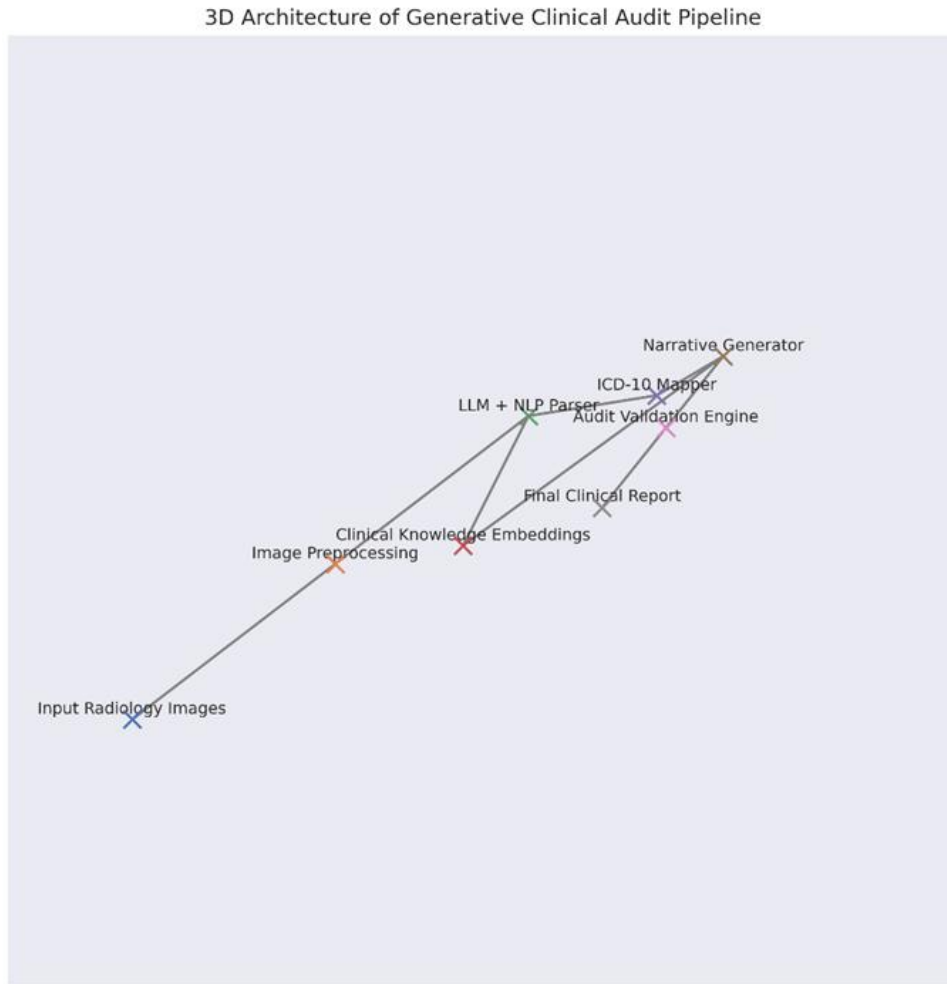 3D Architecture of Generative Clinical Audit Pipeline
Narrative Generator
ICD-10 Mapper
LLM + NLP Parser
Audit Validation Engine
Final Clinical Report
Clinical Knowledge Embeddings
Image Preprocessing
Input Radiology Images